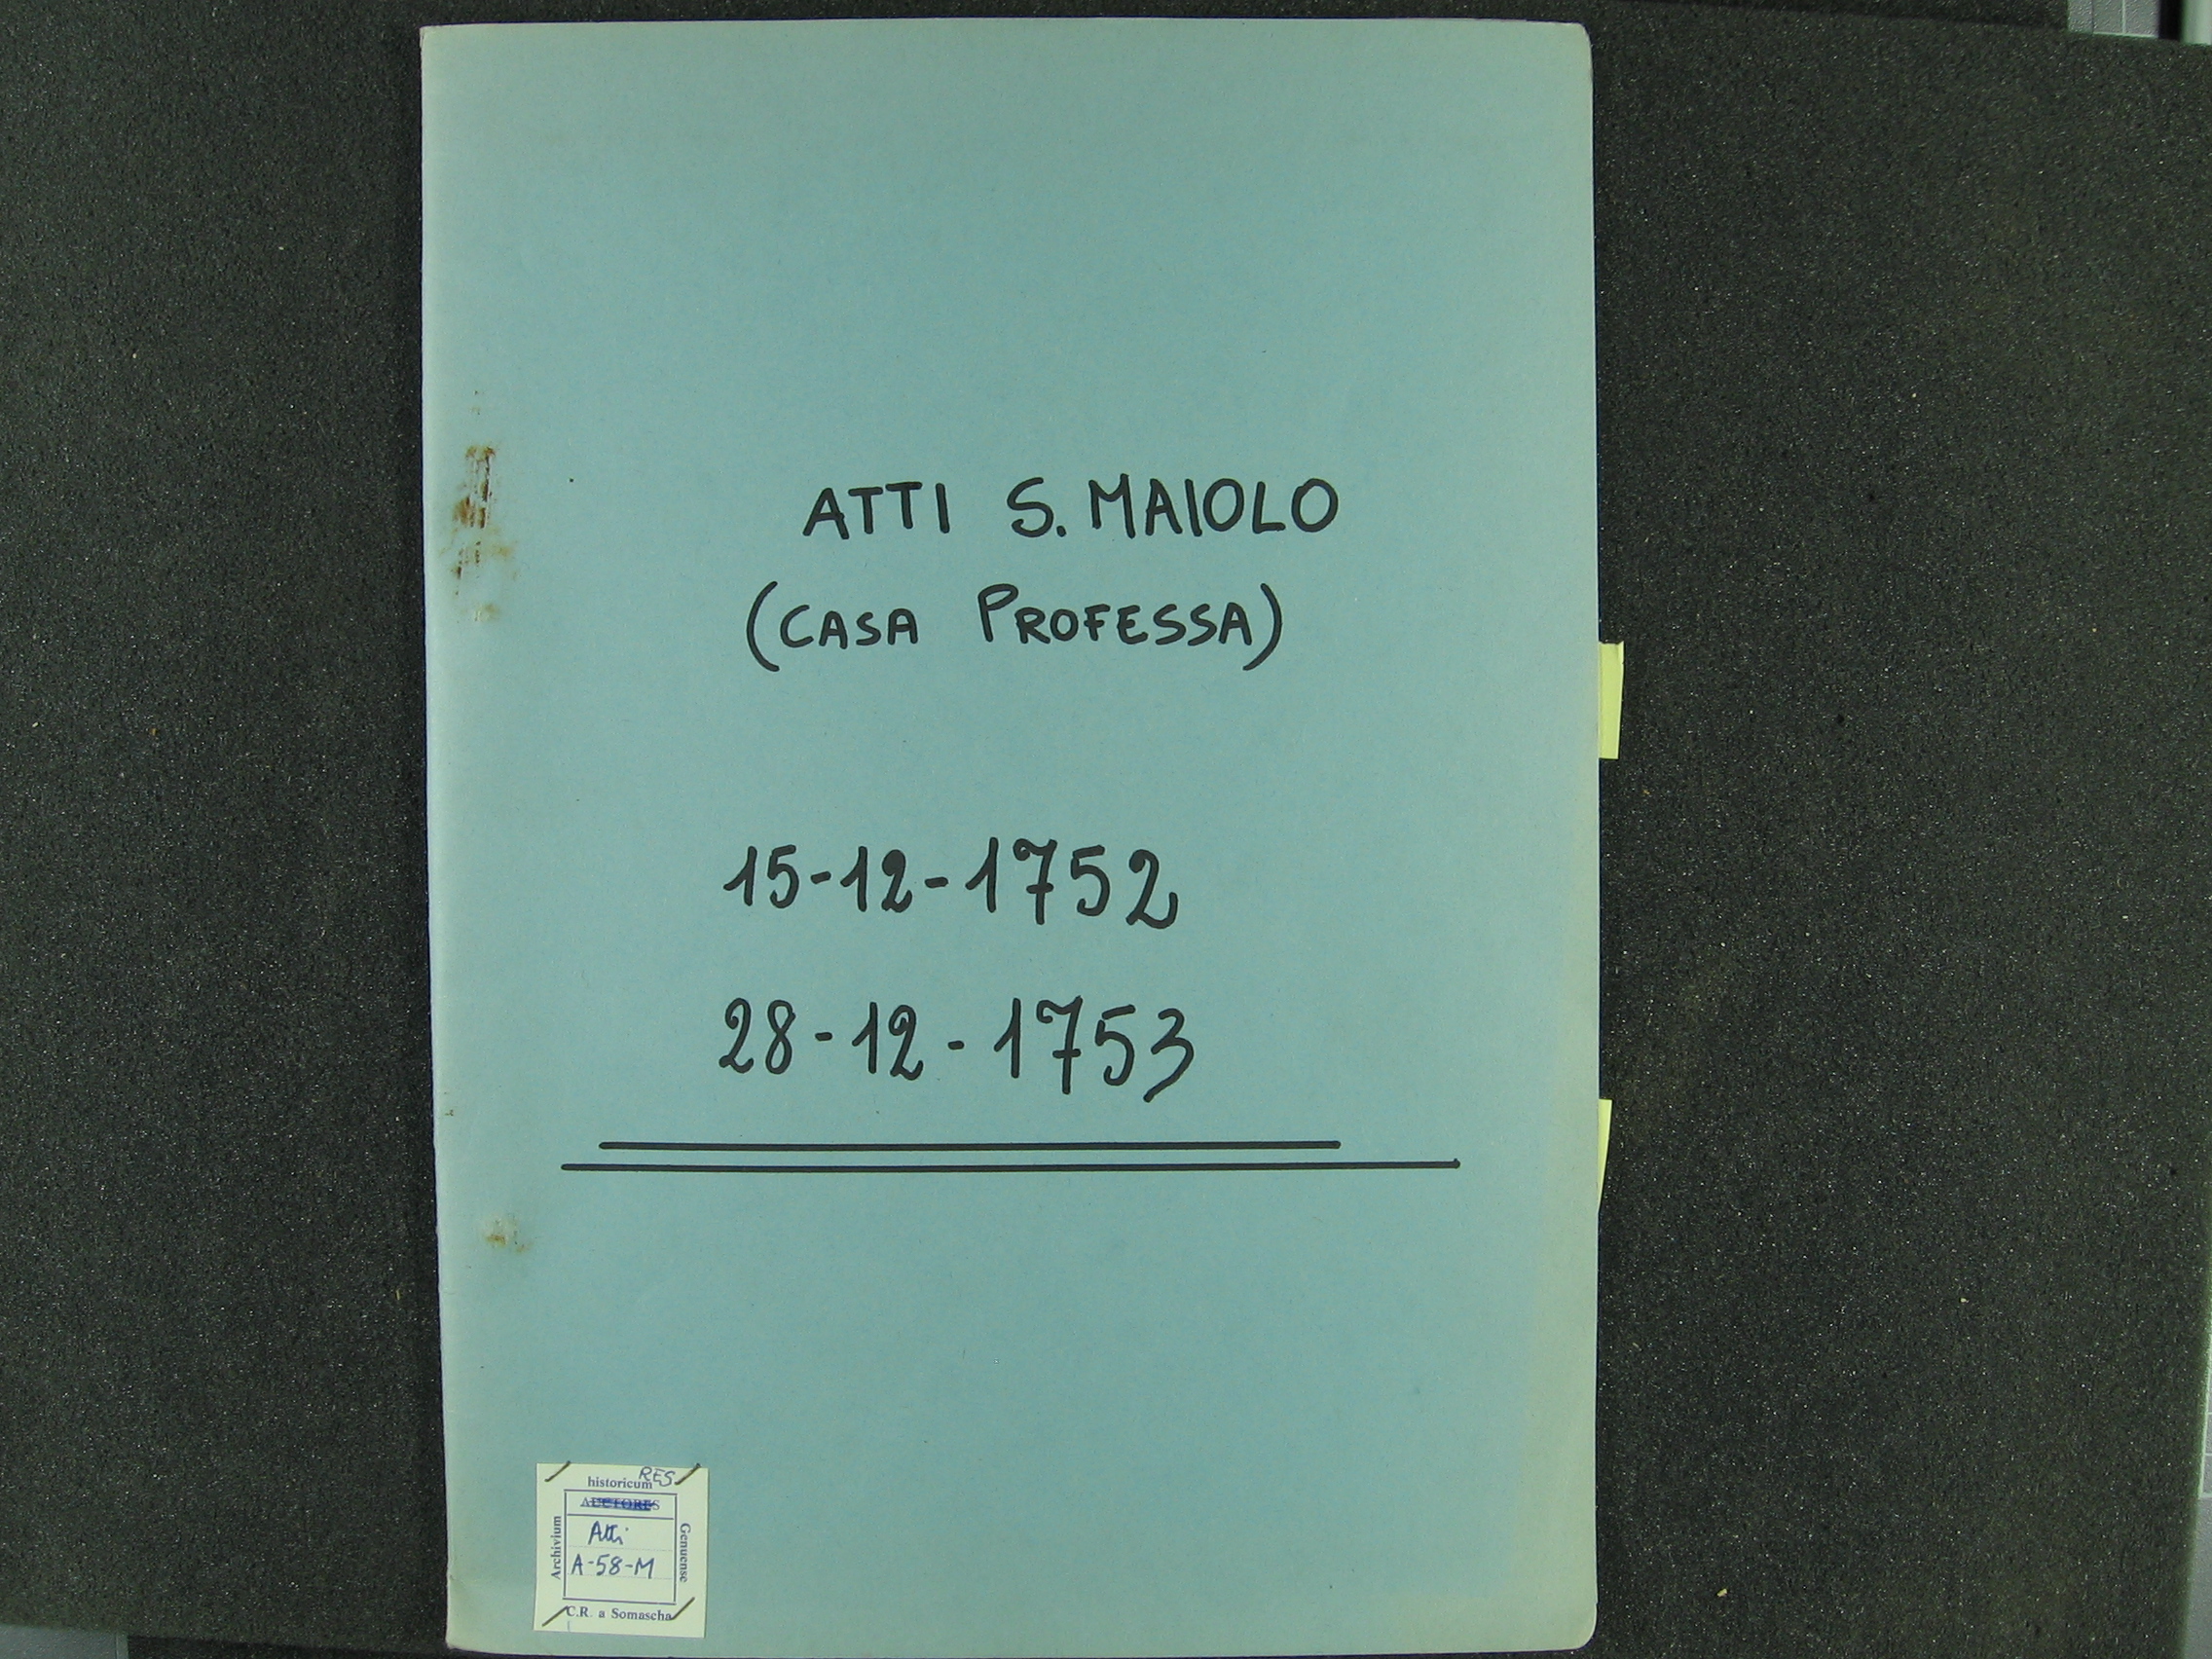 ATTI S. MAIOLO
(CASA PROFESSA)
15-12-1752
28-12-1753
RES
historicum
AUCTORES
Archivium
Atti
A-58-M
Genuense
C.R. a Somascha